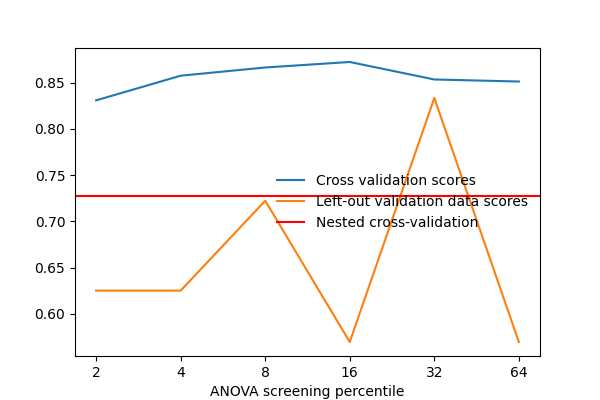 0.85
0.80
0.75
0.70
0.65
0.60
Cross validation scores
Left-out validation data scores
Nested cross-validation
2 4 8 16 32 64
ANOVA screening percentile